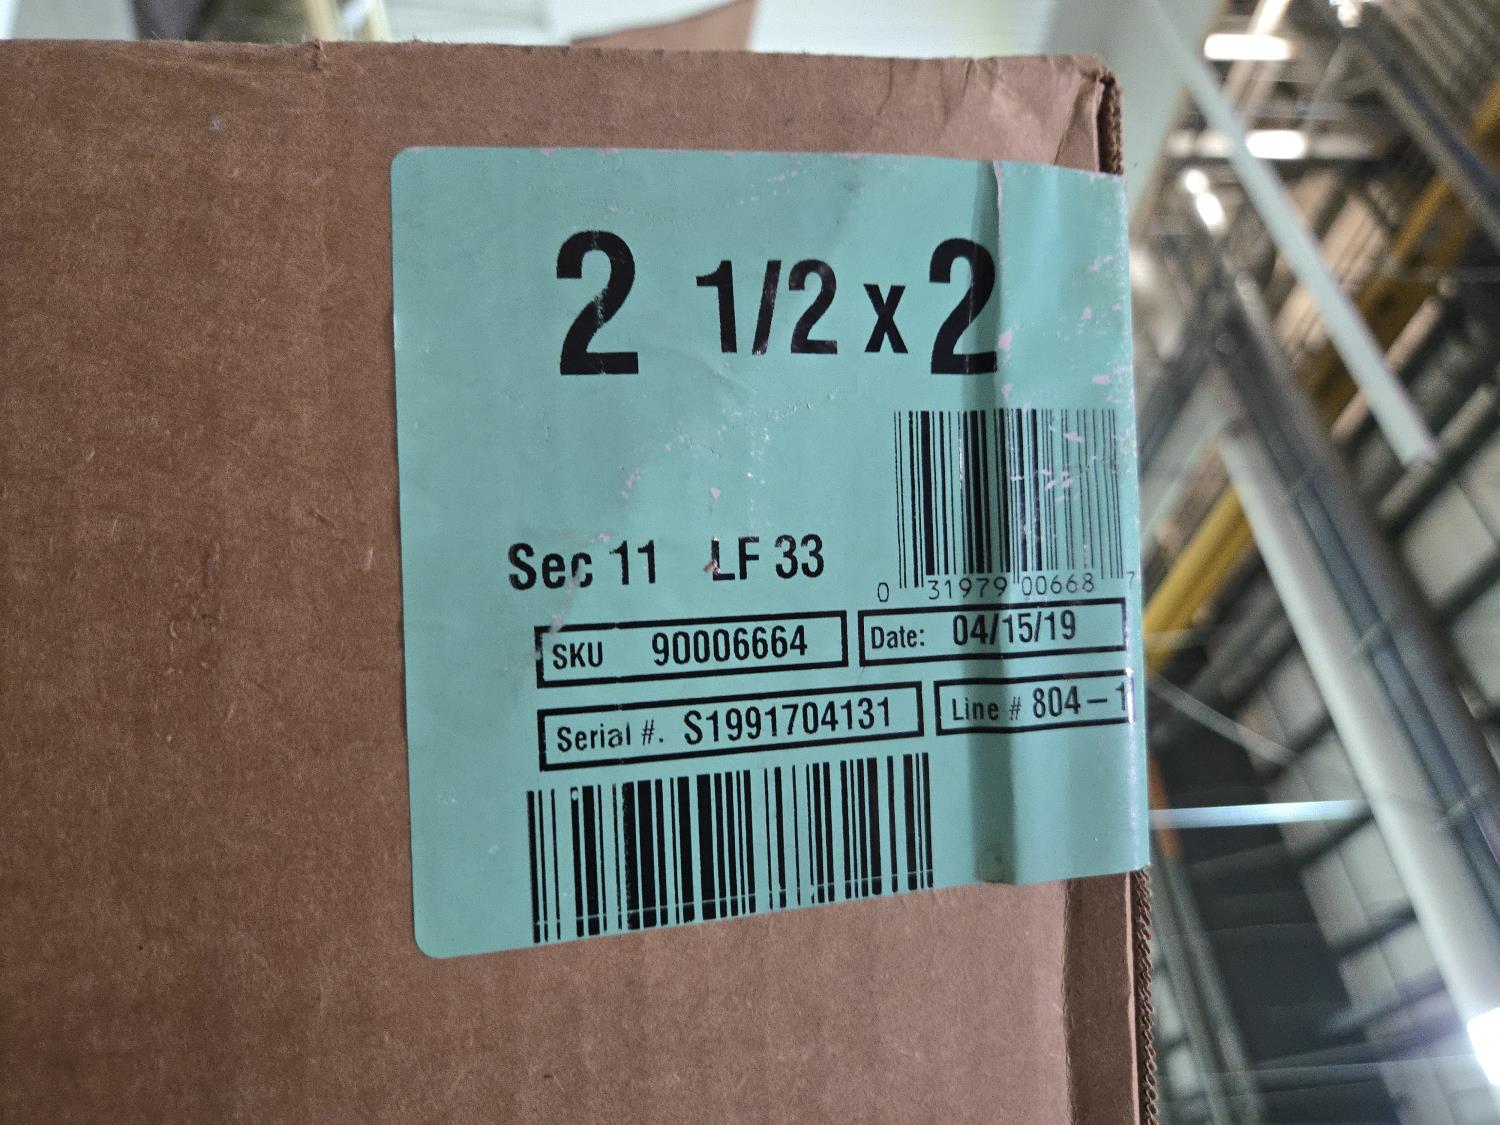 2 1/2 x 2
Sec 11 LF 33
0 31979 00668 7
SKU 90006664
Date: 04/15/19
Serial #. S1991704131
Line # 804-1